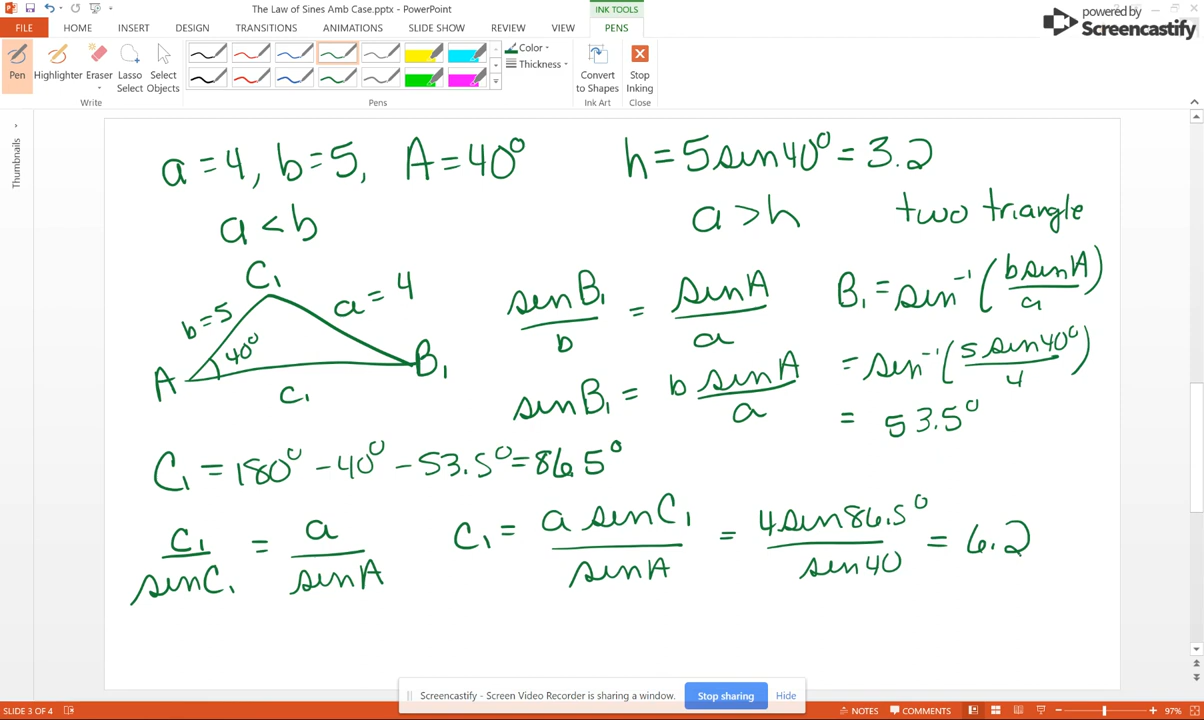 The Law of Sines Amb Case.pptx - PowerPoint
INK TOOLS
powered by
Screencastify
FILE HOME INSERT DESIGN TRANSITIONS ANIMATIONS SLIDE SHOW REVIEW VIEW PENS
Pen Highlighter Eraser Lasso Select Select Objects
Color
Thickness
Convert to Shapes
Stop Inking
Write Pens Ink Art Close
Thumbnails
a = 4, b = 5, A = 40° h = 5 sin 40° = 3.2
a < b a > h two triangle
C₁
b = 5 a = 4
40°
A B₁
c₁
sin B₁ / b = sin A / a
B₁ = sin⁻¹ (b sin A / a)
sin B₁ = b sin A / a
= sin⁻¹ (5 sin 40° / 4)
= 53.5°
C₁ = 180° - 40° - 53.5° = 86.5°
c₁ / sin C₁ = a / sin A
c₁ = a sin C₁ / sin A = 4 sin 86.5° / sin 40 = 6.2
Screencastify - Screen Video Recorder is sharing a window. Stop sharing Hide
SLIDE 3 OF 4 NOTES COMMENTS 97%